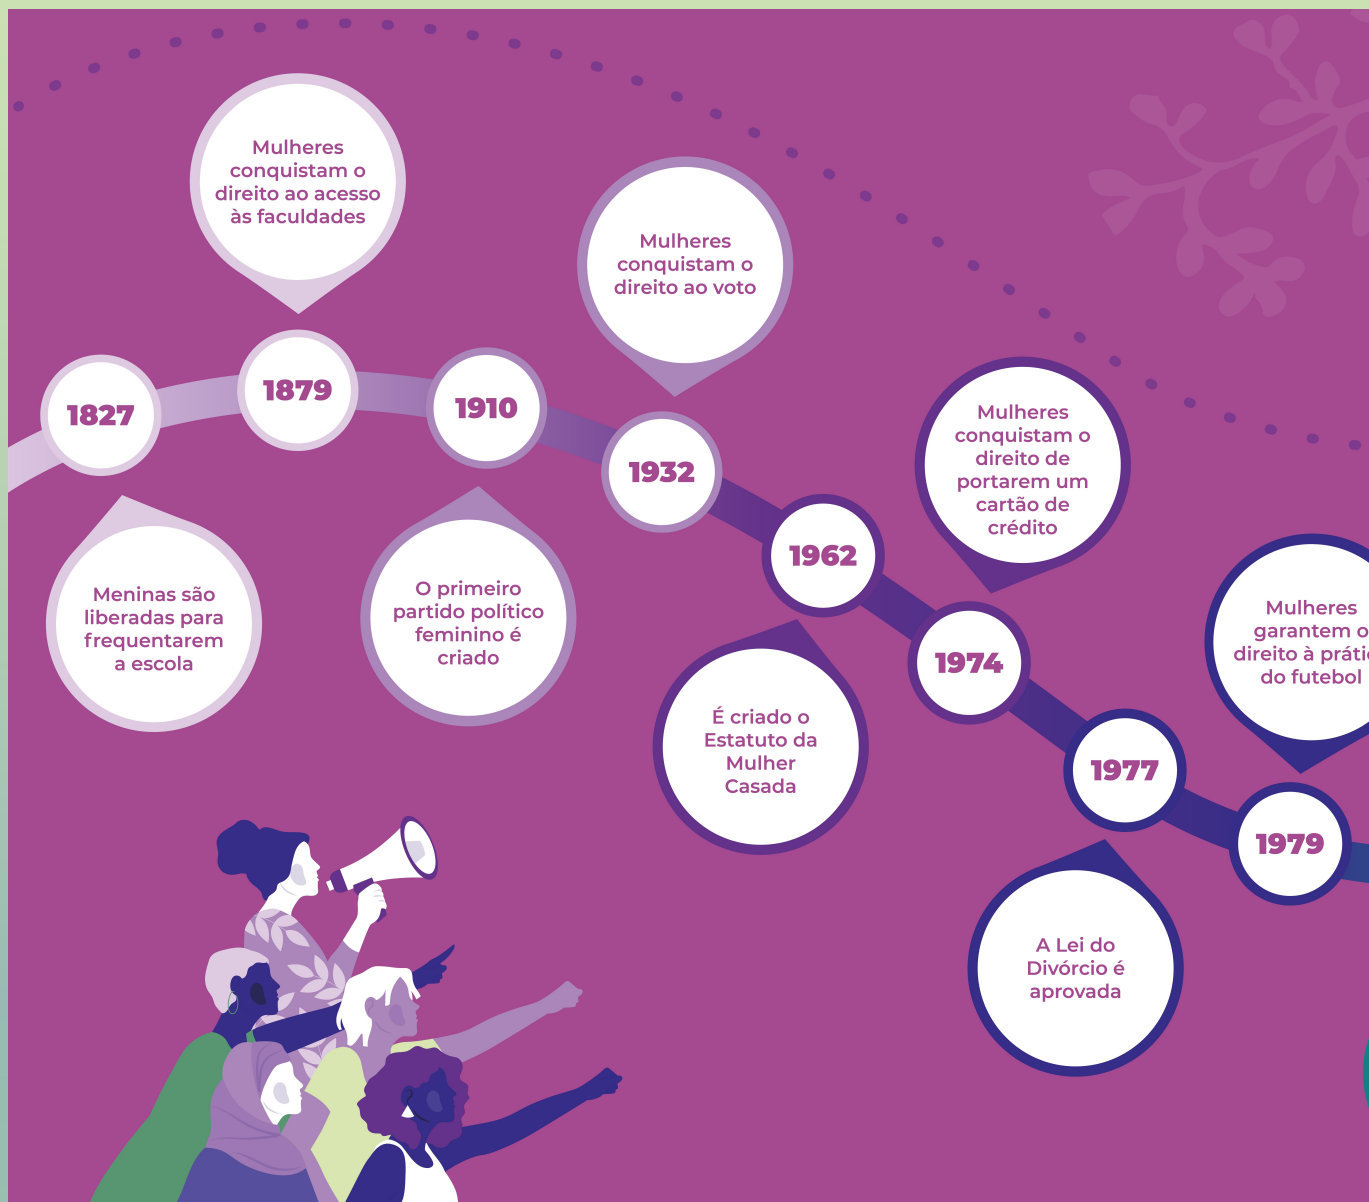 1827
Meninas são
liberadas para
frequentarem
a escola
1879
Mulheres
conquistam o
direito ao acesso
às faculdades
1910
O primeiro
partido político
feminino é
criado
1932
Mulheres
conquistam o
direito ao voto
1962
É criado o
Estatuto da
Mulher
Casada
1974
Mulheres
conquistam o
direito de
portarem um
cartão de
crédito
1977
A Lei do
Divórcio é
aprovada
1979
Mulheres
garantem o
direito à
do futebol